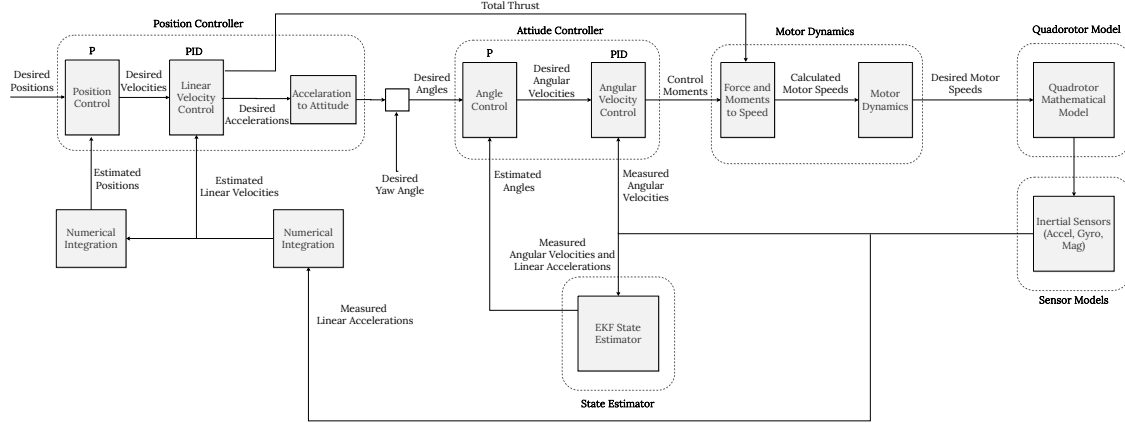 Total Thrust
Position Controller
Attiude Controller
Motor Dynamics
Quadorotor Model
P
PID
P
PID
Desired
Positions
Position
Control
Desired
Velocities
Linear
Velocity
Control
Desired
Accelerations
Accelaration
to Attitude
Desired
Angles
Angle
Control
Desired
Angular
Velocities
Angular
Velocity
Control
Control
Moments
Force and
Moments
to Speed
Calculated
Motor Speeds
Motor
Dynamics
Desired Motor
Speeds
Quadrotor
Mathematical
Model
Estimated
Positions
Estimated
Linear Velocities
Desired
Yaw Angle
Estimated
Angles
Measured
Angular
Velocities
Numerical
Integration
Numerical
Integration
Measured
Angular Velocities and
Linear Accelerations
Inertial Sensors
(Accel, Gyro,
Mag)
Sensor Models
Measured
Linear Accelerations
EKF State
Estimator
State Estimator